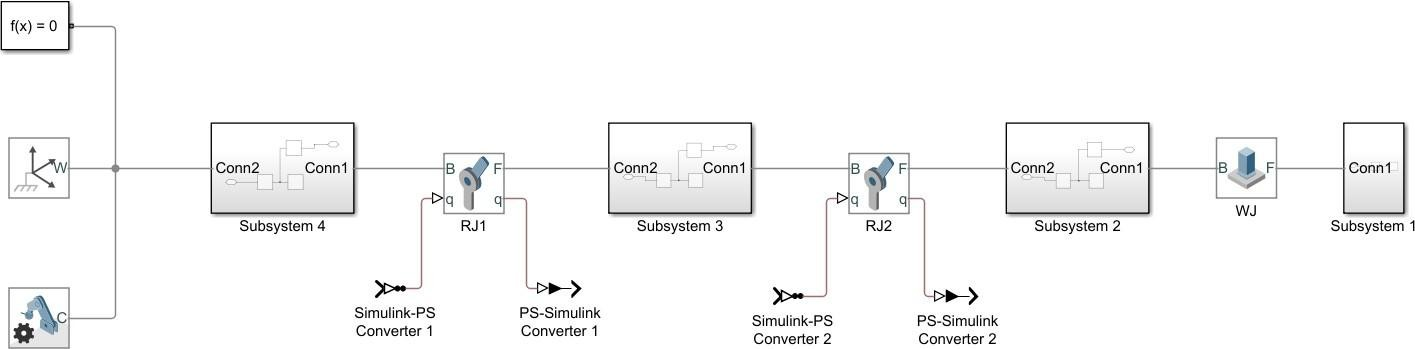 f(x) = 0
W
Conn2 Conn1 B F Conn2 Conn1 B F Conn2 Conn1 B F Conn1
q q q q
Subsystem 4 RJ1 Subsystem 3 RJ2 Subsystem 2 WJ Subsystem 1
C
Simulink-PS PS-Simulink Simulink-PS PS-Simulink
Converter 1 Converter 1 Converter 2 Converter 2